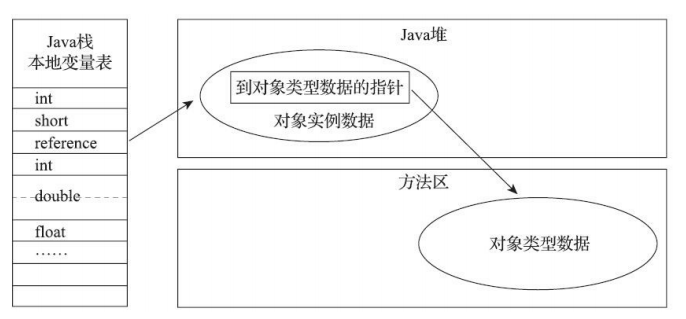 Java栈
本地变量表
int
short
reference
int
double
float
……
Java堆
到对象类型数据的指针
对象实例数据
方法区
对象类型数据